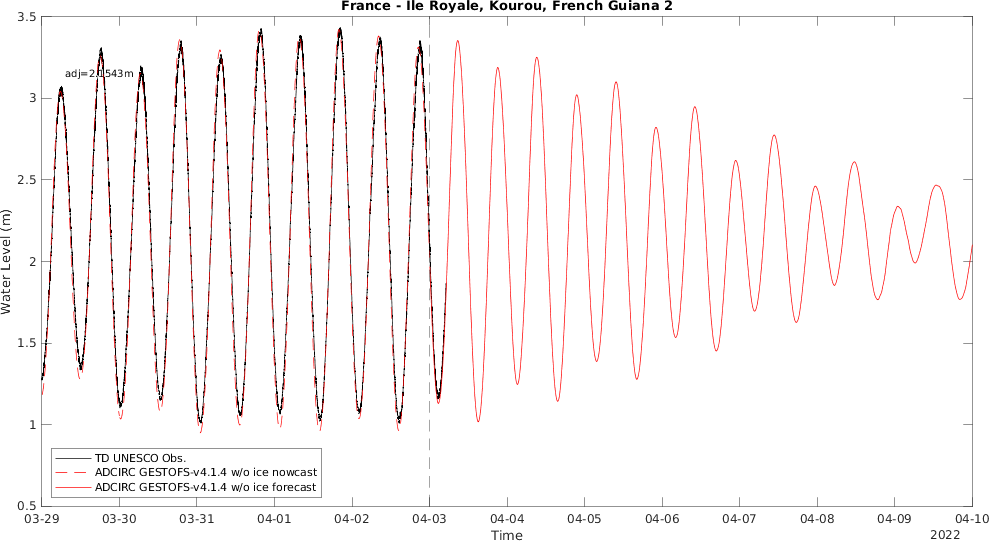 France - Ile Royale, Kourou, French Guiana 2
3.5
3
2.5
2
1.5
1
0.5
Water Level (m)
adj=2.1543m
TD UNESCO Obs.
ADCIRC GESTOFS-v4.1.4 w/o ice nowcast
ADCIRC GESTOFS-v4.1.4 w/o ice forecast
03-29 03-30 03-31 04-01 04-02 04-03 04-04 04-05 04-06 04-07 04-08 04-09 04-10
Time
2022